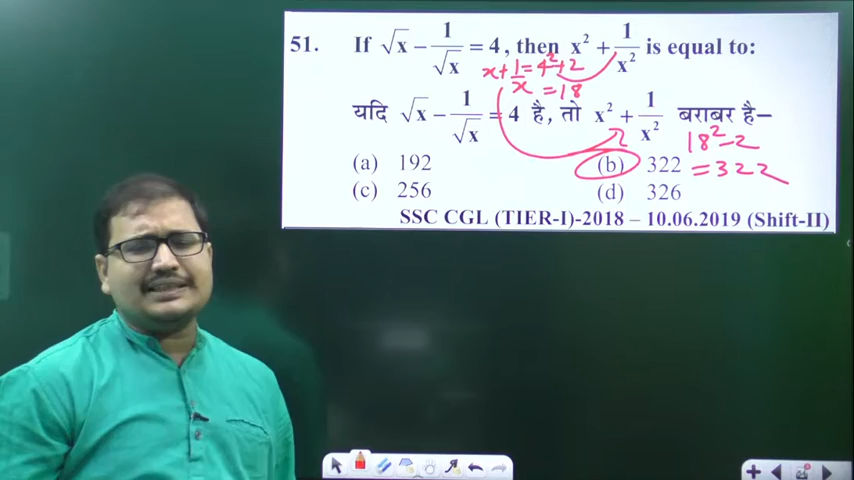 51. If √x − 1/√x = 4, then x² + 1/x² is equal to:
x + 1/x = 4² + 2
= 18
यदि √x − 1/√x = 4 है, तो x² + 1/x² बराबर है–
18² − 2
= 322
(a) 192 (b) 322
(c) 256 (d) 326
SSC CGL (TIER-I)-2018 – 10.06.2019 (Shift-II)